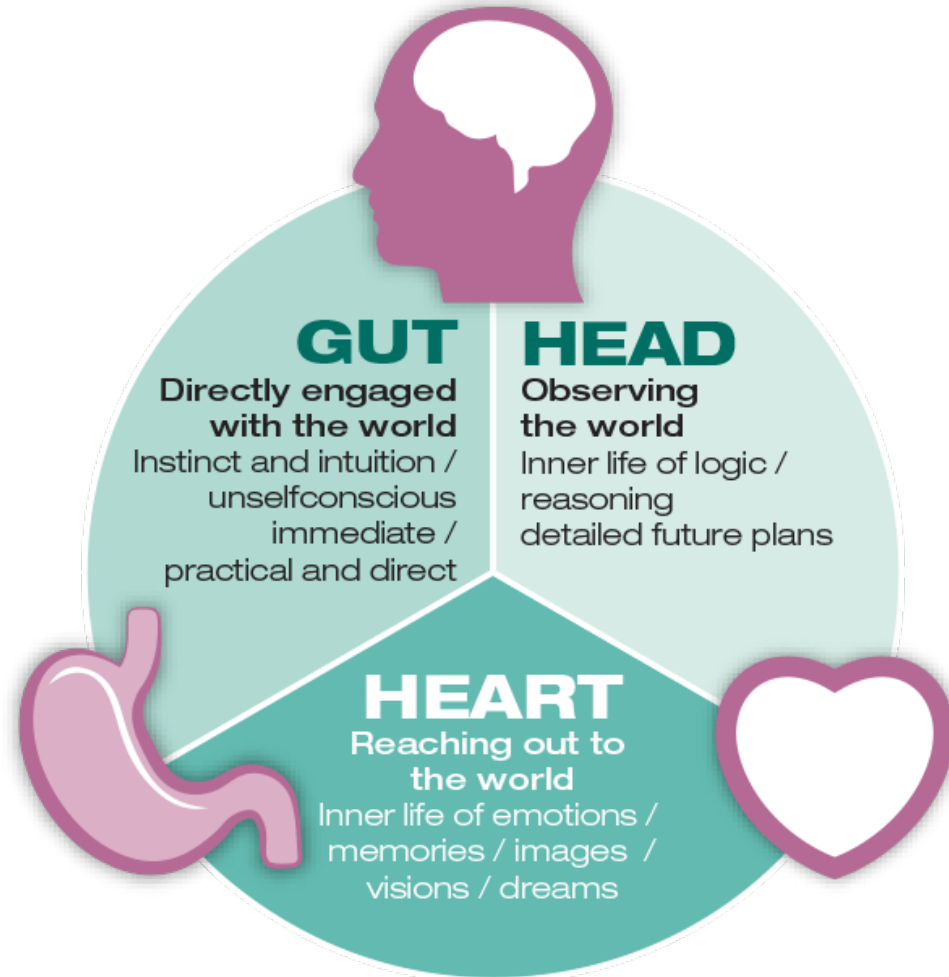 GUT
Directly engaged
with the world
Instinct and intuition /
unselfconscious
immediate /
practical and direct
HEAD
Observing
the world
Inner life of logic /
reasoning
detailed future plans
HEART
Reaching out to
the world
Inner life of emotions /
memories / images /
visions / dreams